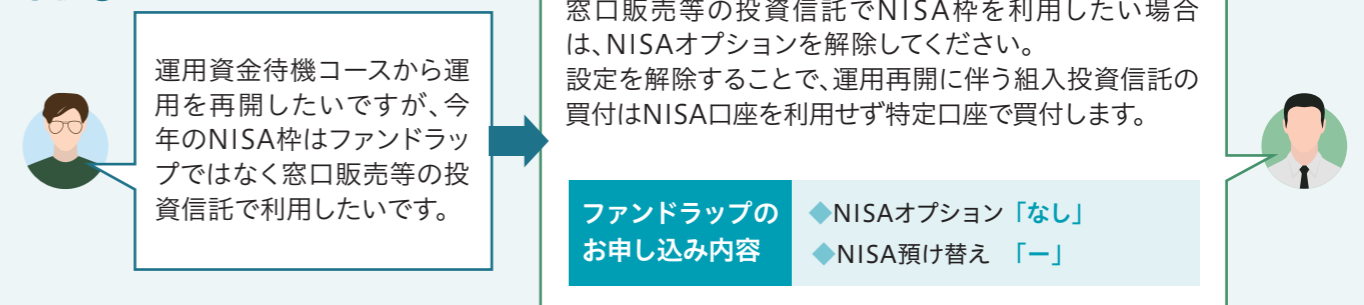 運用資金待機コースから運
用を再開したいですが、今
年のNISA枠はファンドラッ
プではなく窓口販売等の投
資信託で利用したいです。
窓口販売等の投資信託でNISA枠を利用したい場合
は、NISAオプションを解除してください。
設定を解除することで、運用再開に伴う組入投資信託の
買付はNISA口座を利用せず特定口座で買付します。
ファンドラップの
お申し込み内容
◆NISAオプション「なし」
◆NISA預け替え 「ー」